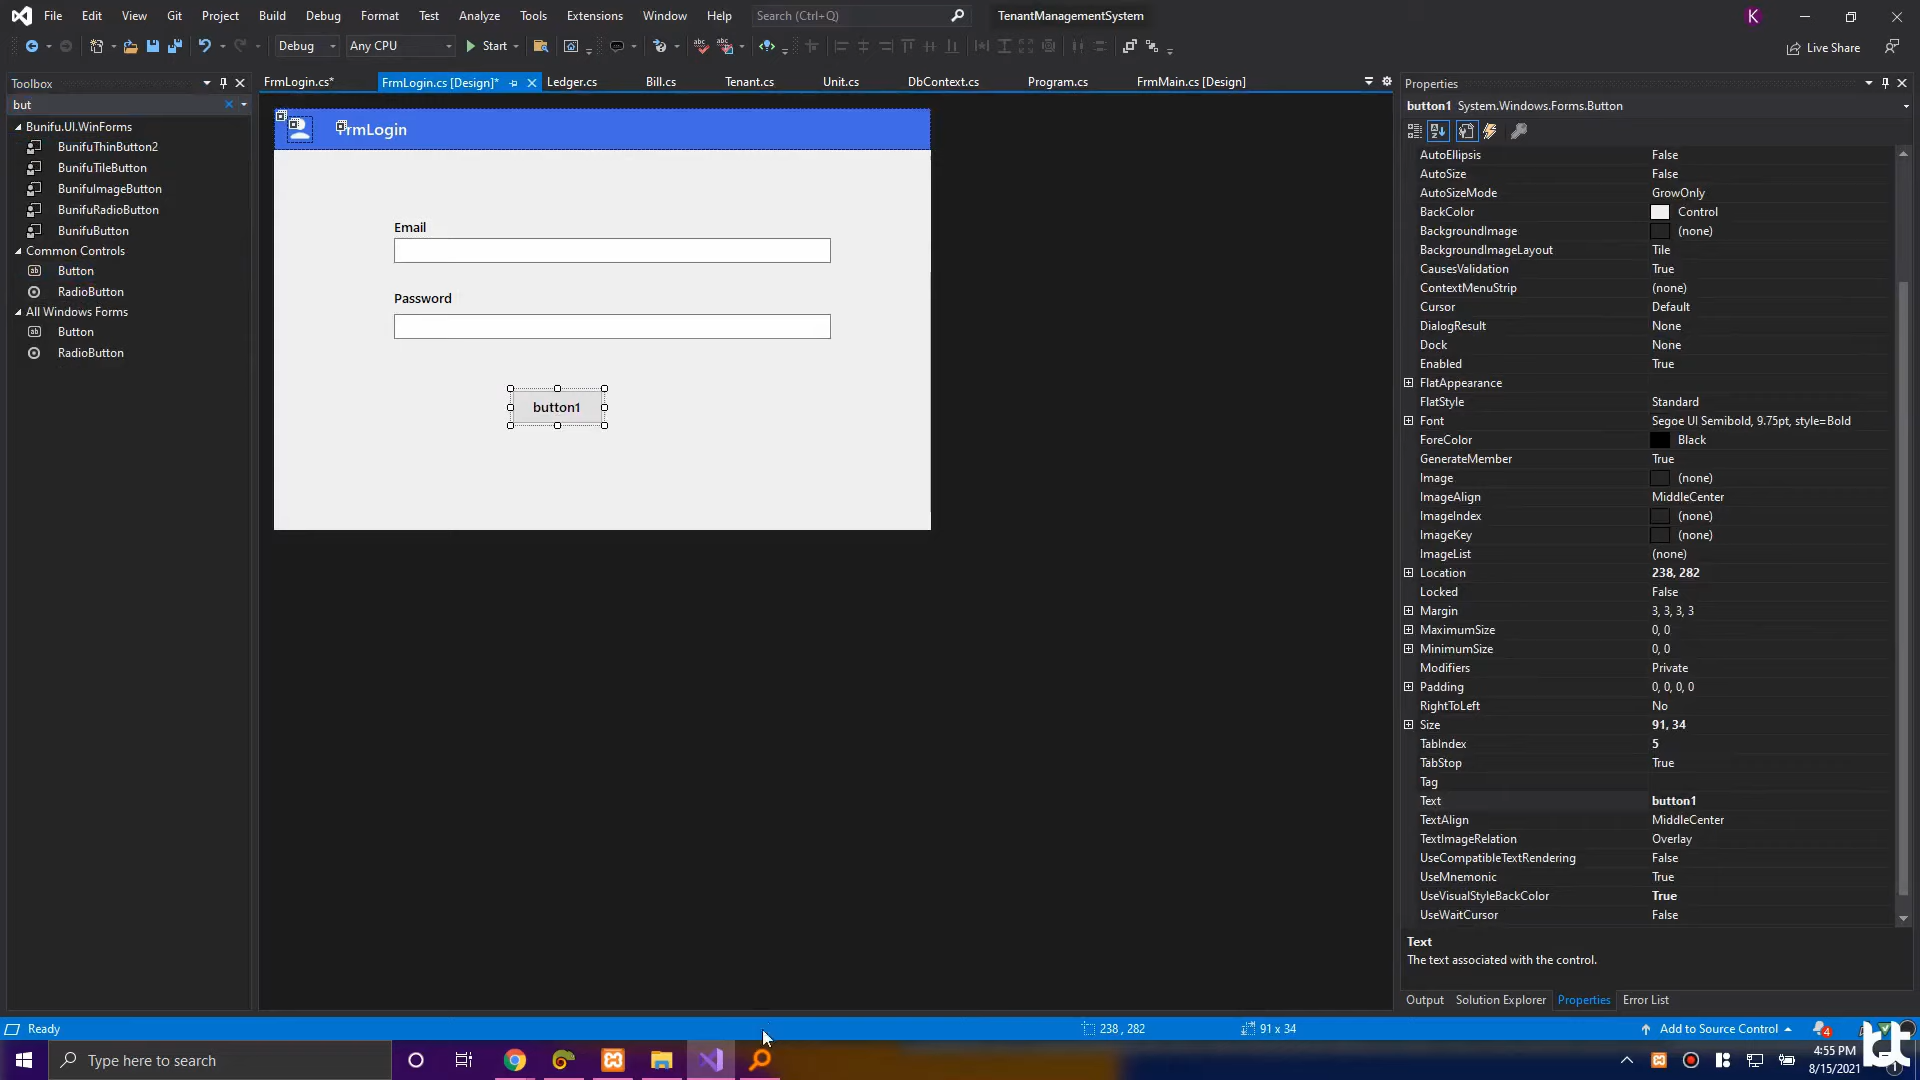 File Edit View Git Project Build Debug Format Test Analyze Tools Extensions Window Help Search (Ctrl+Q) TenantManagementSystem K
Debug Any CPU Start Live Share
Toolbox
but
Bunifu.UI.WinForms
BunifuThinButton2
BunifuTileButton
BunifuImageButton
BunifuRadioButton
BunifuButton
Common Controls
Button
RadioButton
All Windows Forms
Button
RadioButton
FrmLogin.cs* FrmLogin.cs [Design]* Ledger.cs Bill.cs Tenant.cs Unit.cs DbContext.cs Program.cs FrmMain.cs [Design]
FrmLogin
Email
Password
button1
Properties
button1 System.Windows.Forms.Button
AutoEllipsis False
AutoSize False
AutoSizeMode GrowOnly
BackColor Control
BackgroundImage (none)
BackgroundImageLayout Tile
CausesValidation True
ContextMenuStrip (none)
Cursor Default
DialogResult None
Dock None
Enabled True
FlatAppearance
FlatStyle Standard
Font Segoe UI Semibold, 9.75pt, style=Bold
ForeColor Black
GenerateMember True
Image (none)
ImageAlign MiddleCenter
ImageIndex (none)
ImageKey (none)
ImageList (none)
Location 238, 282
Locked False
Margin 3, 3, 3, 3
MaximumSize 0, 0
MinimumSize 0, 0
Modifiers Private
Padding 0, 0, 0, 0
RightToLeft No
Size 91, 34
TabIndex 5
TabStop True
Tag
Text button1
TextAlign MiddleCenter
TextImageRelation Overlay
UseCompatibleTextRendering False
UseMnemonic True
UseVisualStyleBackColor True
UseWaitCursor False
Text
The text associated with the control.
Output Solution Explorer Properties Error List
Ready 238 , 282 91 x 34 Add to Source Control 4
Type here to search
4:55 PM
8/15/2021